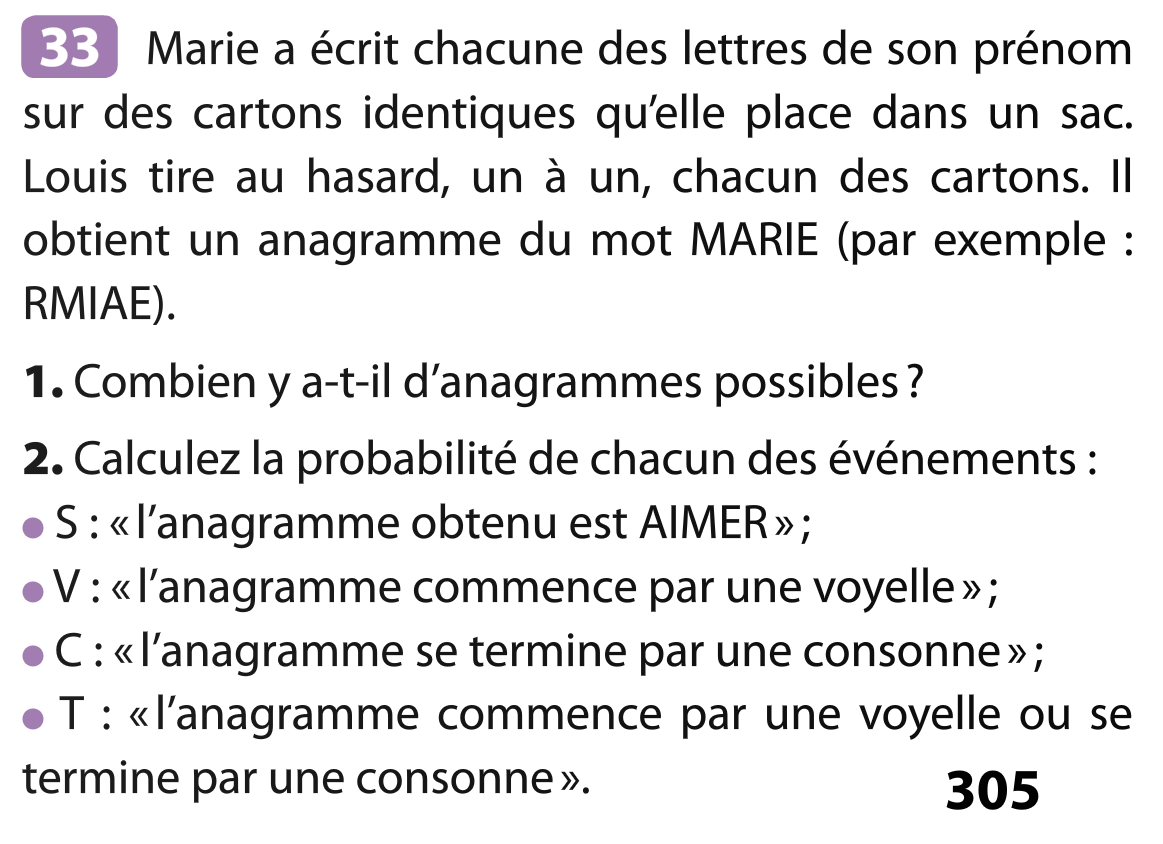 33 Marie a écrit chacune des lettres de son prénom
sur des cartons identiques qu’elle place dans un sac.
Louis tire au hasard, un à un, chacun des cartons. Il
obtient un anagramme du mot MARIE (par exemple :
RMIAE).
1. Combien y a-t-il d’anagrammes possibles ?
2. Calculez la probabilité de chacun des événements :
● S : « l’anagramme obtenu est AIMER » ;
● V : « l’anagramme commence par une voyelle » ;
● C : « l’anagramme se termine par une consonne » ;
● T : « l’anagramme commence par une voyelle ou se
termine par une consonne ».
305